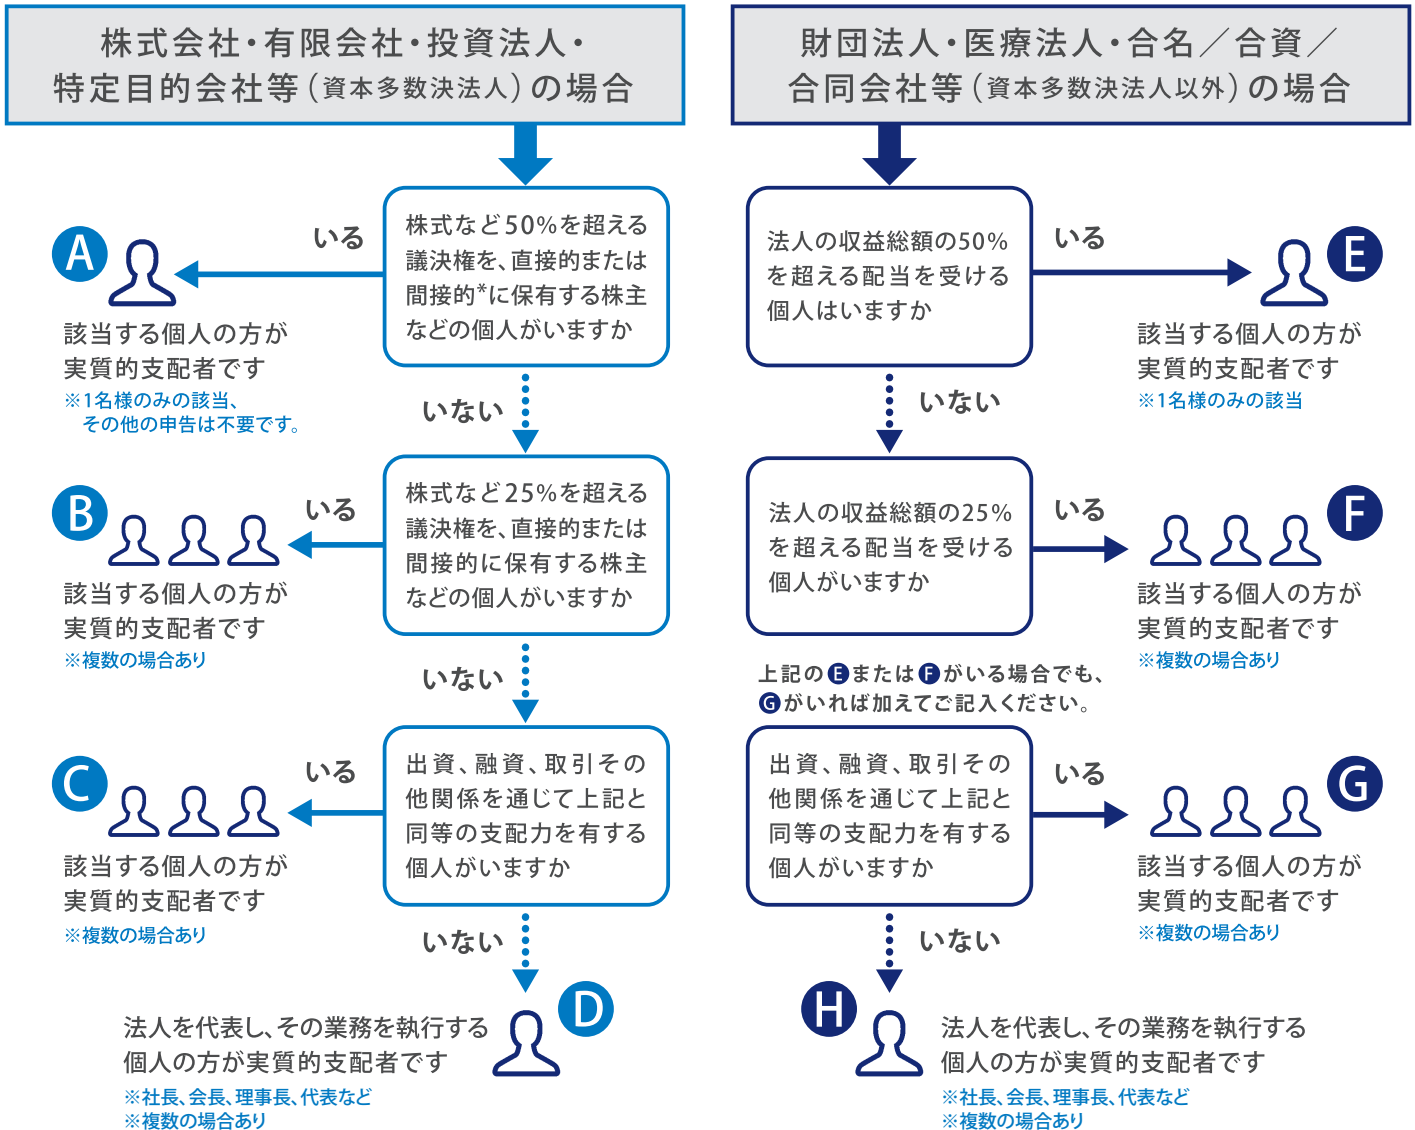 株式会社・有限会社・投資法人・
特定目的会社等（資本多数決法人）の場合
株式など50%を超える
議決権を、直接的または
間接的*に保有する株主
などの個人がいますか
いる
A
該当する個人の方が
実質的支配者です
※1名様のみの該当、
その他の申告は不要です。
いない
株式など25%を超える
議決権を、直接的または
間接的に保有する株主
などの個人がいますか
いる
B
該当する個人の方が
実質的支配者です
※複数の場合あり
いない
出資、融資、取引その
他関係を通じて上記と
同等の支配力を有する
個人がいますか
いる
C
該当する個人の方が
実質的支配者です
※複数の場合あり
いない
D
法人を代表し、その業務を執行する
個人の方が実質的支配者です
※社長、会長、理事長、代表など
※複数の場合あり
財団法人・医療法人・合名／合資／
合同会社等（資本多数決法人以外）の場合
法人の収益総額の50%
を超える配当を受ける
個人はいますか
いる
E
該当する個人の方が
実質的支配者です
※1名様のみの該当
いない
法人の収益総額の25%
を超える配当を受ける
個人がいますか
いる
F
該当する個人の方が
実質的支配者です
※複数の場合あり
上記のEまたはFがいる場合でも、
Gがいれば加えてご記入ください。
出資、融資、取引その
他関係を通じて上記と
同等の支配力を有する
個人がいますか
いる
G
該当する個人の方が
実質的支配者です
※複数の場合あり
いない
H
法人を代表し、その業務を執行する
個人の方が実質的支配者です
※社長、会長、理事長、代表など
※複数の場合あり